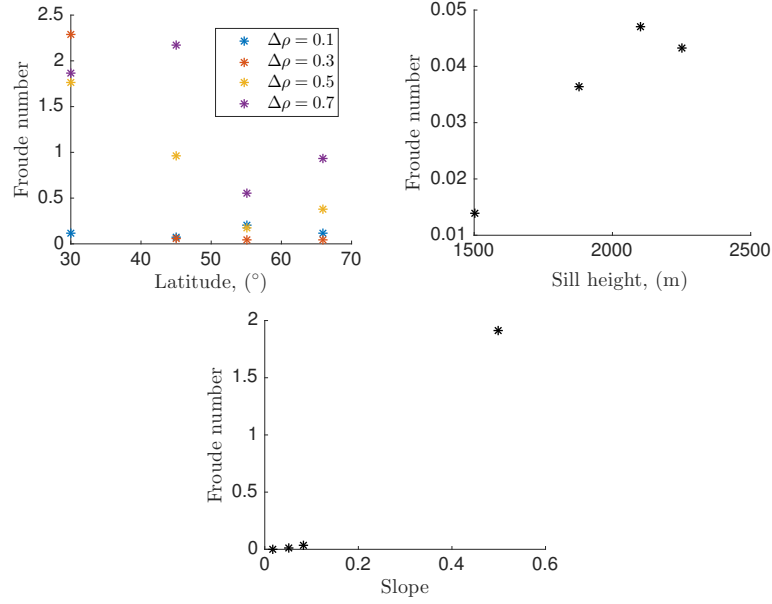 Froude number
2.5
2
1.5
1
0.5
0
30
40
50
60
70
Latitude, (°)
Δρ = 0.1
Δρ = 0.3
Δρ = 0.5
Δρ = 0.7
Froude number
0.05
0.04
0.03
0.02
0.01
1500
2000
2500
Sill height, (m)
Froude number
2
1.5
1
0.5
0
0
0.2
0.4
0.6
Slope